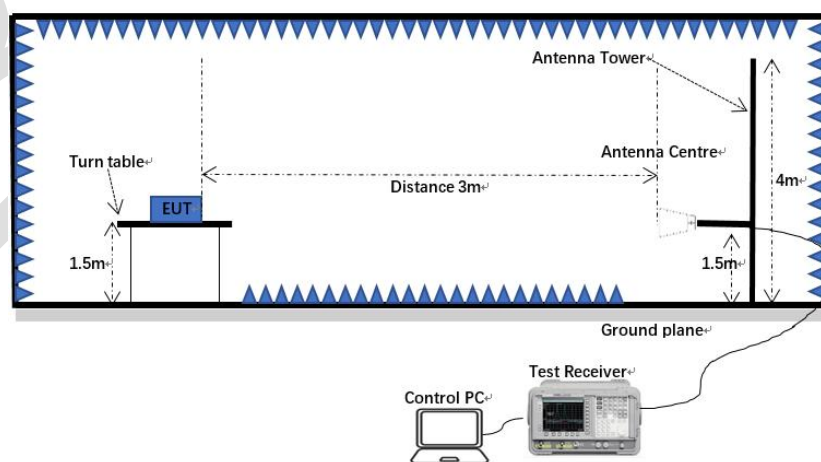 Antenna Tower
Turn table
Antenna Centre
Distance 3m
4m
EUT
1.5m
1.5m
Ground plane
Test Receiver
Control PC